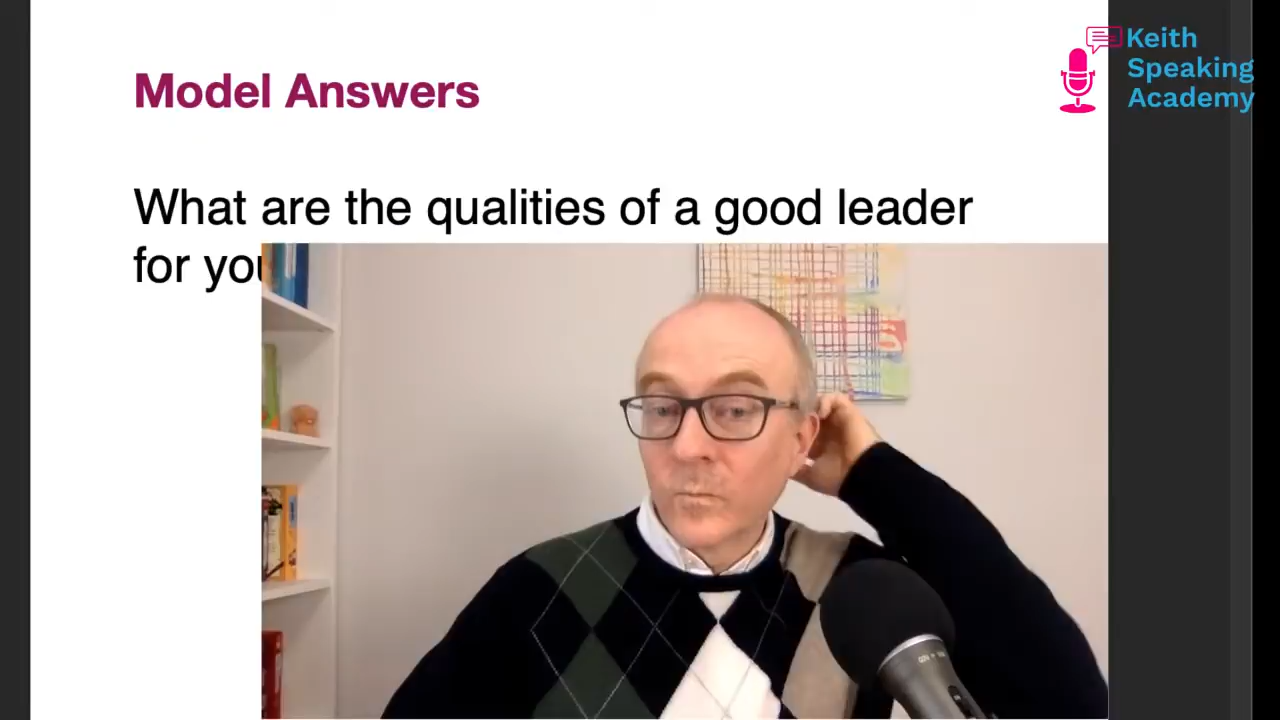 Model Answers
What are the qualities of a good leader
for you
Keith
Speaking
Academy